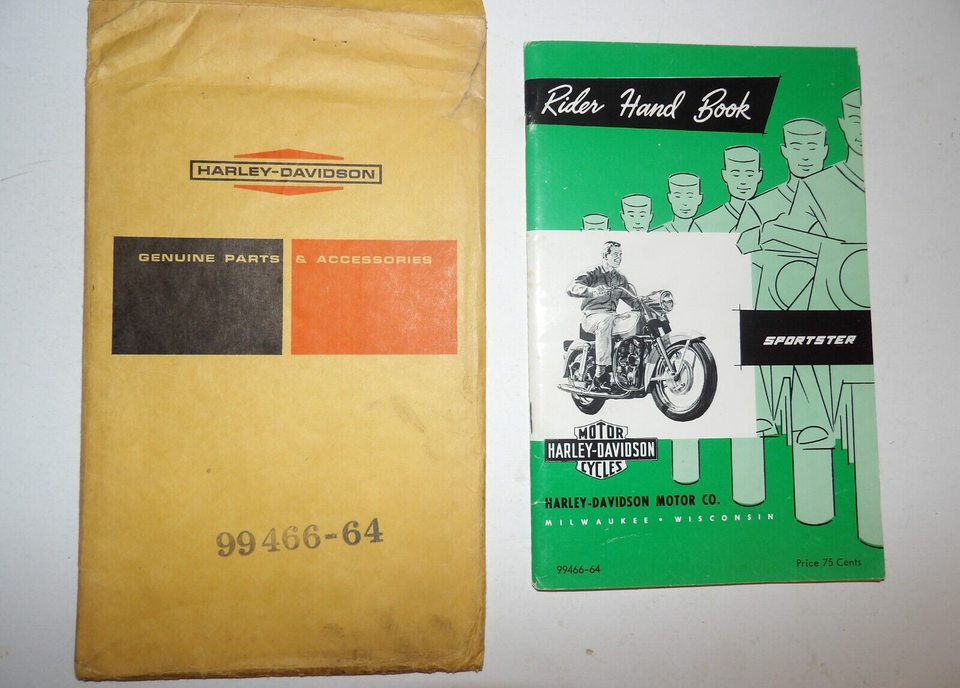 HARLEY-DAVIDSON
GENUINE PARTS & ACCESSORIES
99466-64
Rider Hand Book
SPORTSTER
MOTOR
HARLEY-DAVIDSON
CYCLES
HARLEY-DAVIDSON MOTOR CO.
MILWAUKEE • WISCONSIN
99466-64
Price 75 Cents